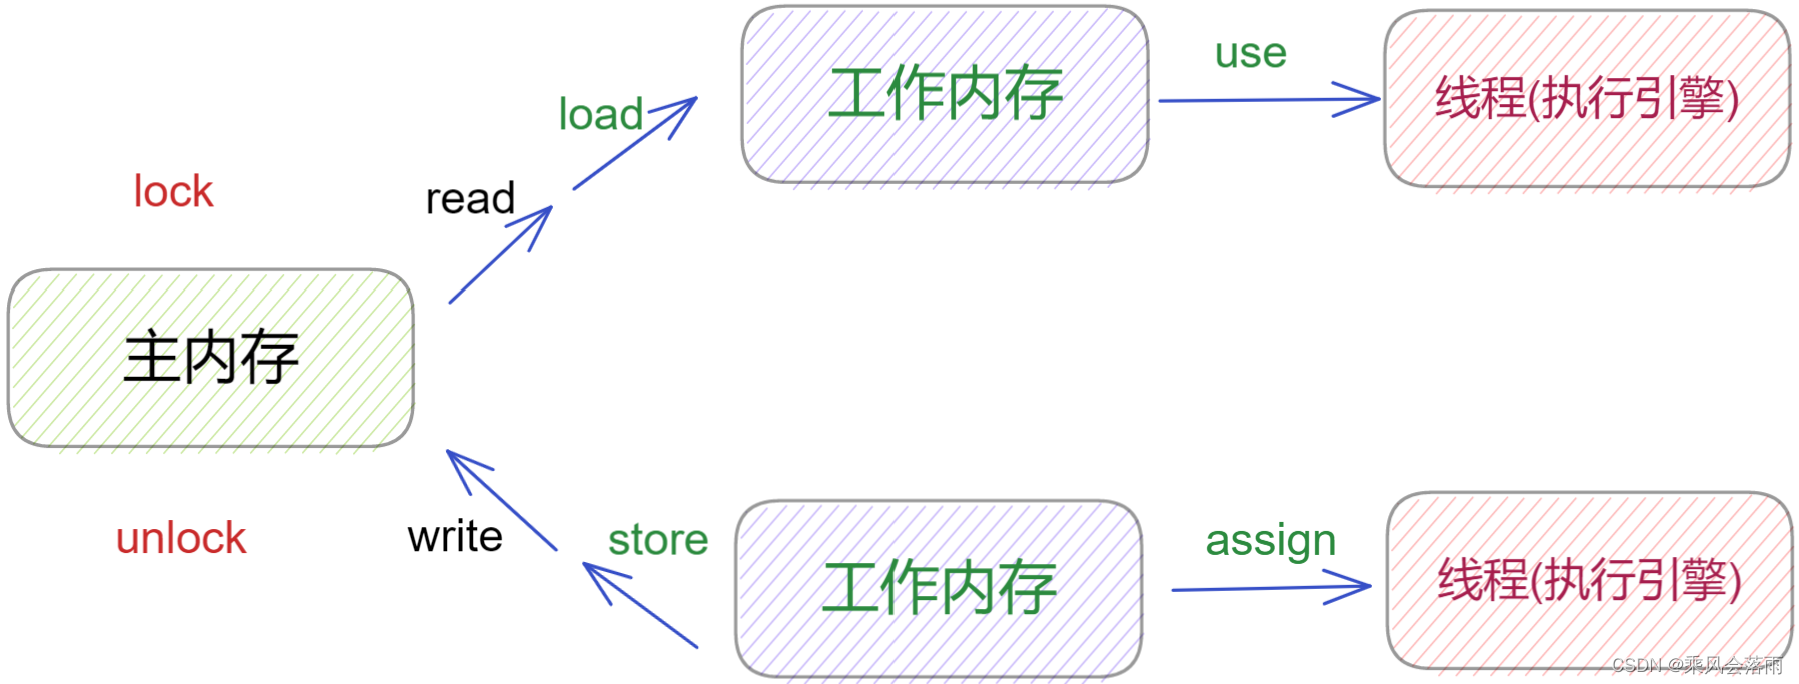 工作内存
use
线程(执行引擎)
load
lock
read
主内存
unlock
write
store
工作内存
assign
线程(执行引擎)
CSDN @乘风会落雨